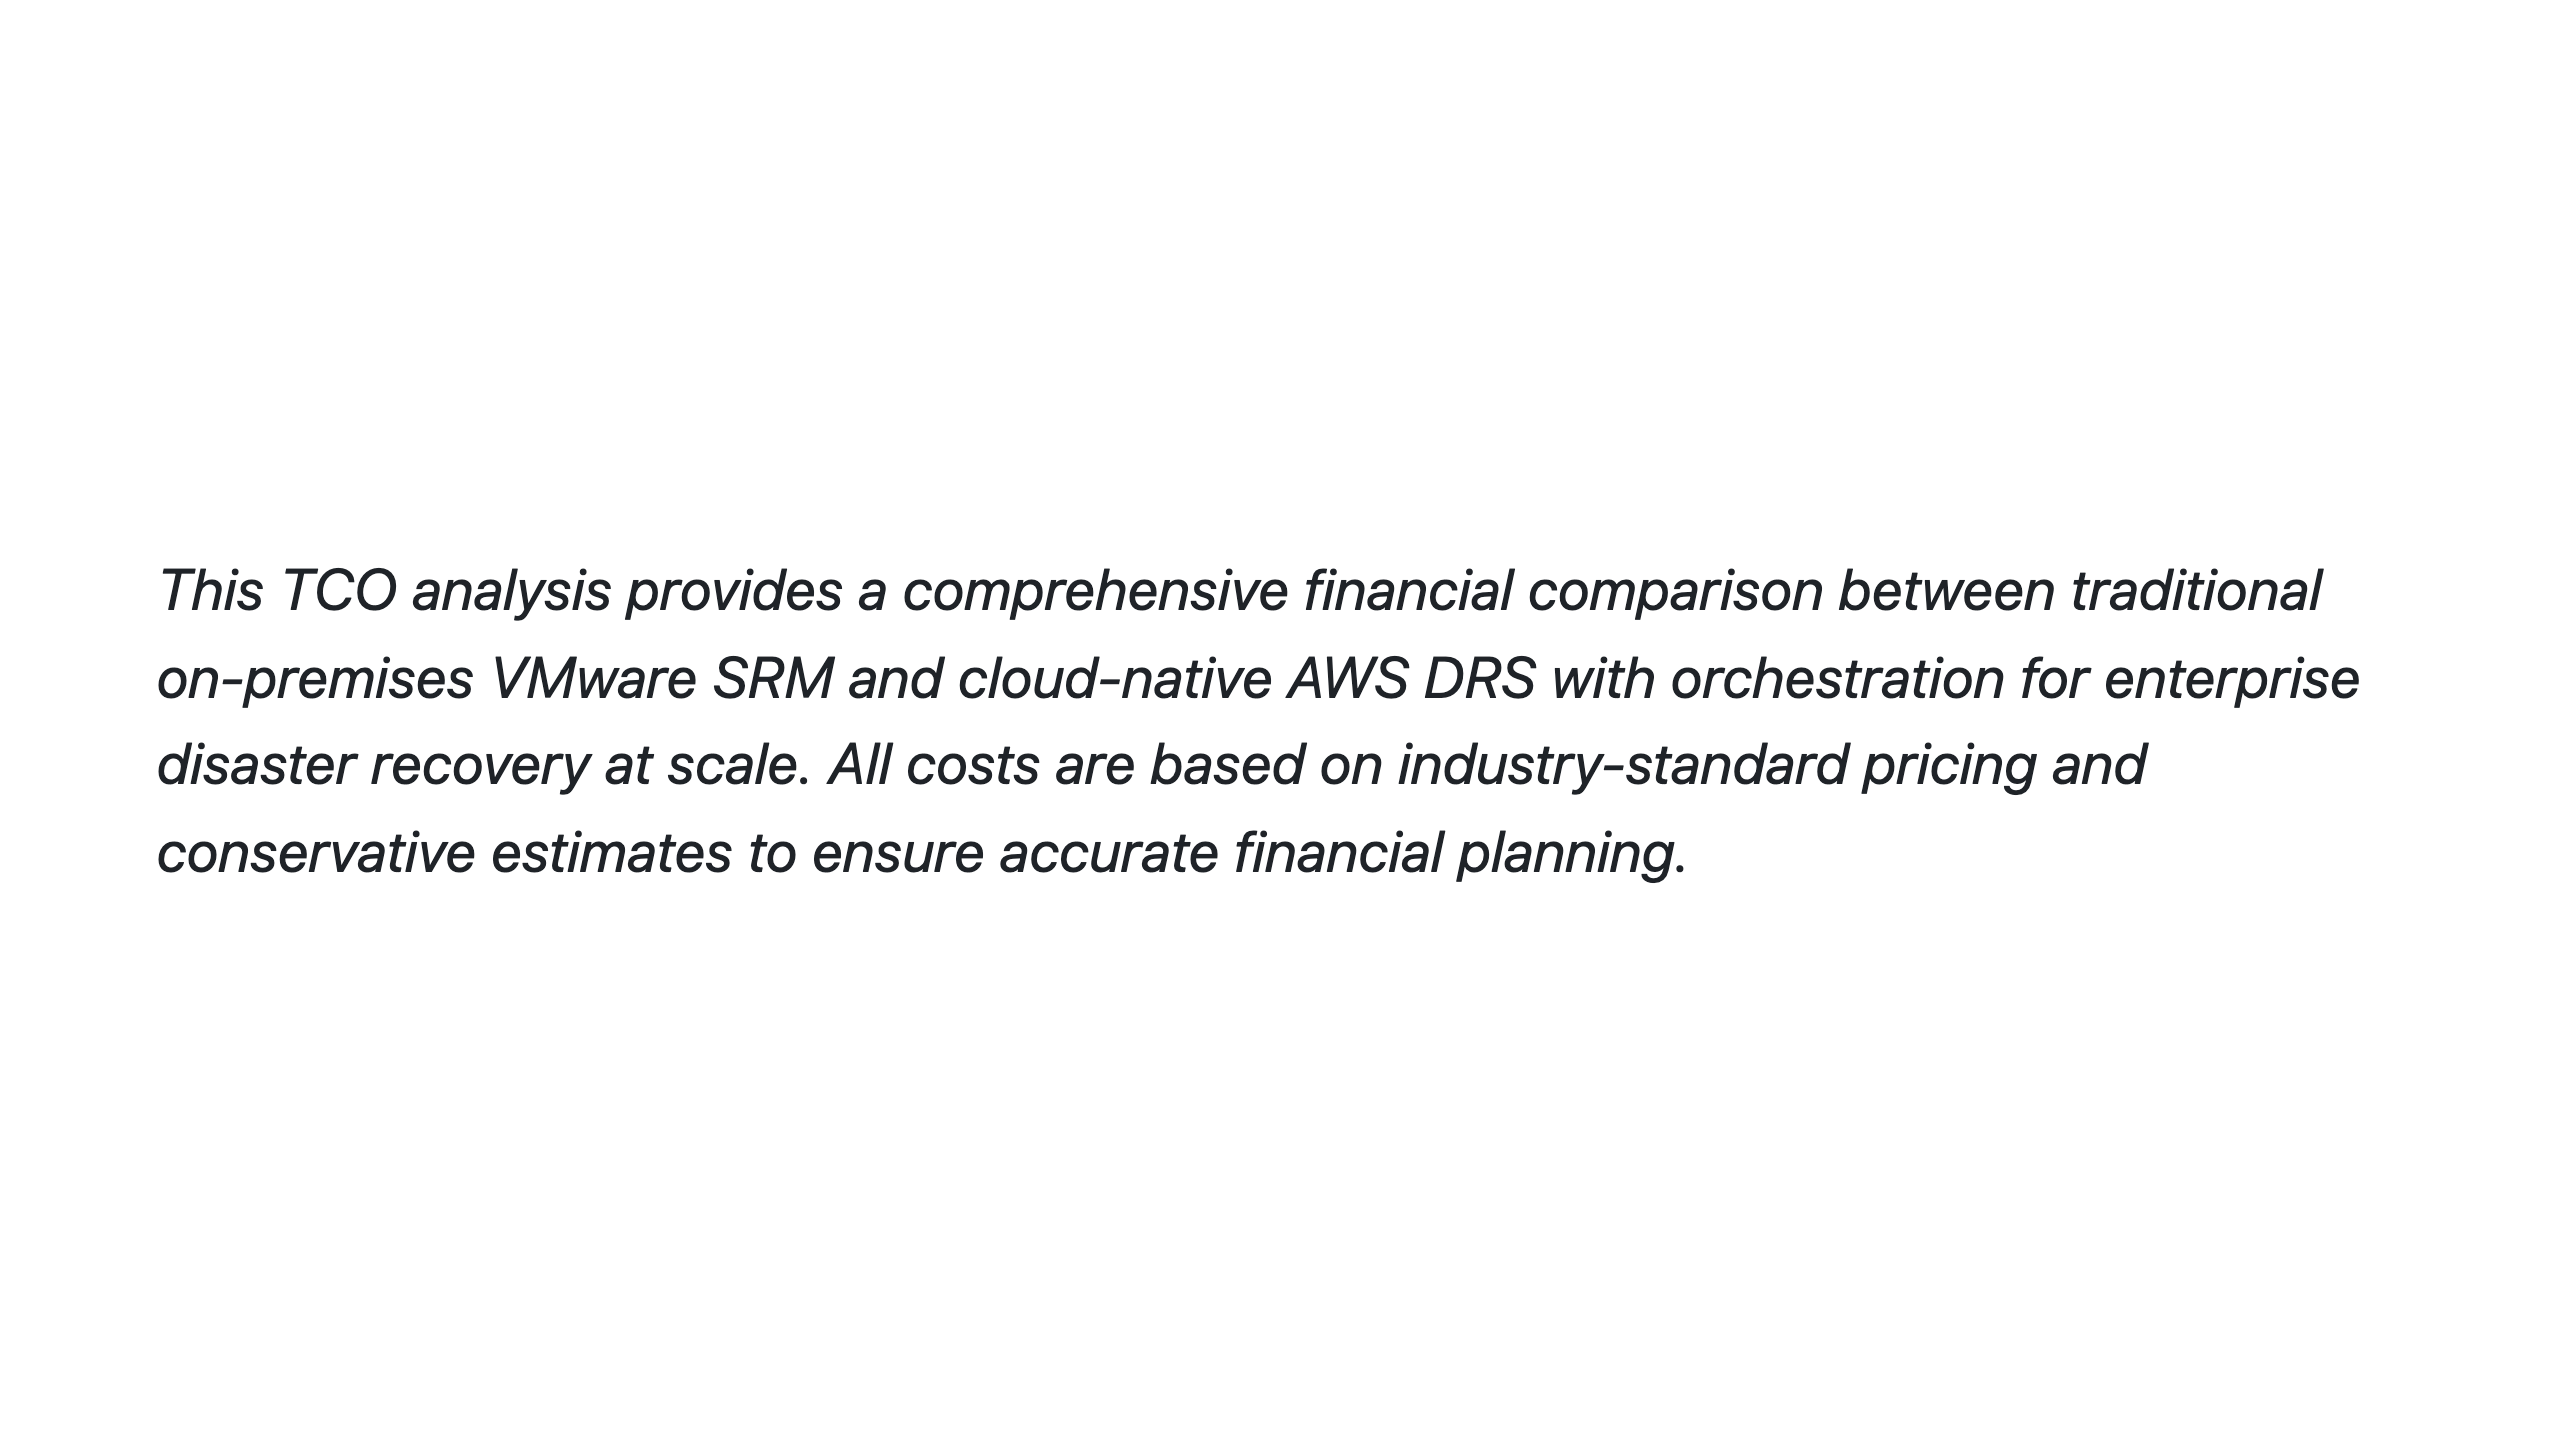 This TCO analysis provides a comprehensive financial comparison between traditional
on-premises VMware SRM and cloud-native AWS DRS with orchestration for enterprise
disaster recovery at scale. All costs are based on industry-standard pricing and
conservative estimates to ensure accurate financial planning.